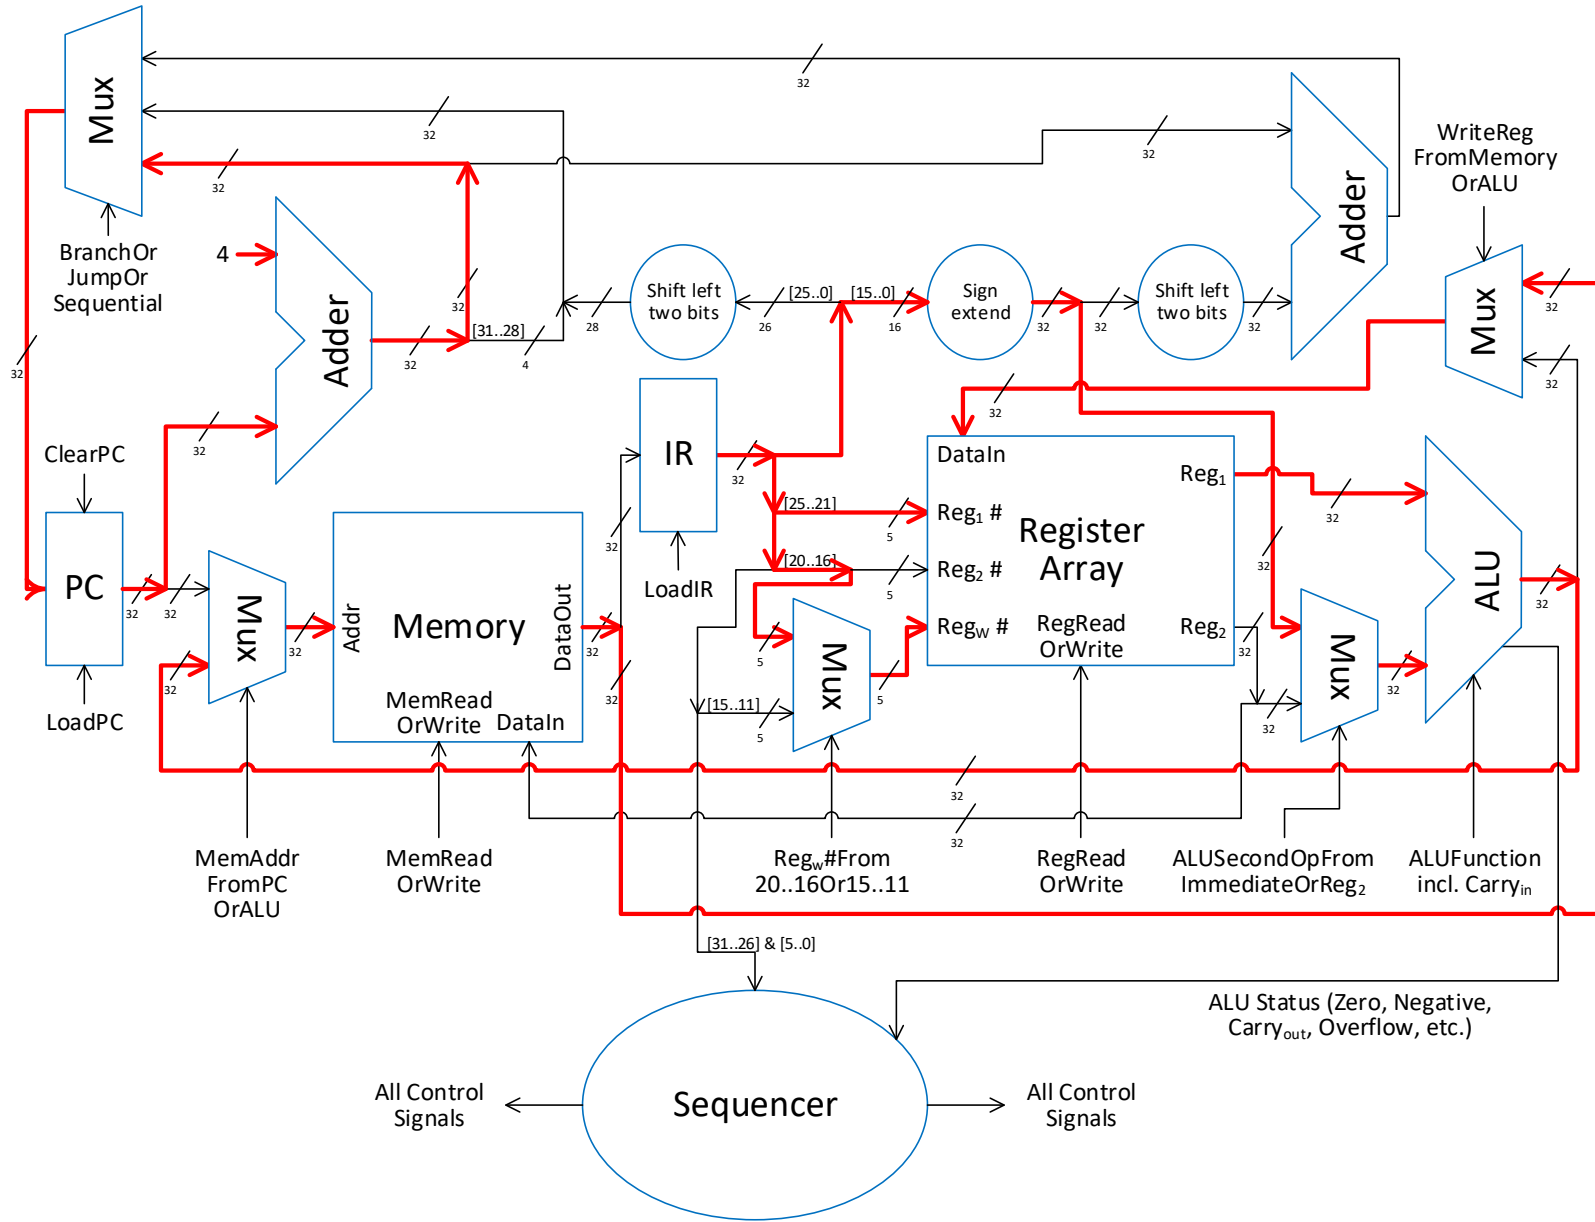 32
Mux
32
32
32
WriteReg
FromMemory
OrALU
BranchOr
JumpOr
Sequential
4
Adder
32
32
[31..28]
4
28
Shift left
two bits
[25..0]
26
[15..0]
16
Sign
extend
32
32
Shift left
two bits
32
Adder
32
Mux
32
32
32
32
ClearPC
PC
LoadPC
32
32
Mux
32
32
Addr
Memory
DataOut
MemRead
OrWrite
DataIn
32
32
32
IR
LoadIR
32
[25..21]
5
[20..16]
5
5
[15..11]
5
Mux
5
DataIn
Reg1 #
Reg2 #
RegW #
Register
Array
RegRead
OrWrite
Reg1
Reg2
32
32
32
32
Mux
32
ALU
32
32
32
MemAddr
FromPC
OrALU
MemRead
OrWrite
Regw#From
20..16Or15..11
RegRead
OrWrite
ALUSecondOpFrom
ImmediateOrReg2
ALUFunction
incl. Carryin
[31..26] & [5..0]
ALU Status (Zero, Negative,
Carryout, Overflow, etc.)
All Control
Signals
Sequencer
All Control
Signals